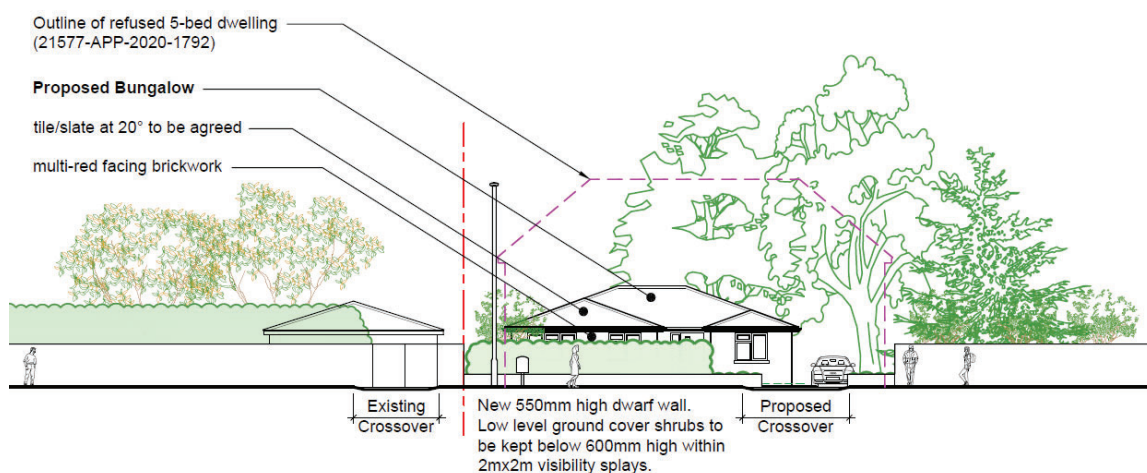 Outline of refused 5-bed dwelling
(21577-APP-2020-1792)
Proposed Bungalow
tile/slate at 20° to be agreed
multi-red facing brickwork
Existing
Crossover
New 550mm high dwarf wall.
Low level ground cover shrubs to
be kept below 600mm high within
2mx2m visibility splays.
Proposed
Crossover